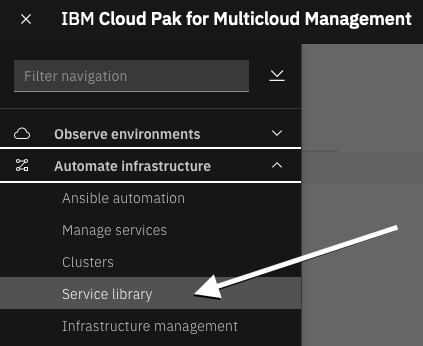 IBM Cloud Pak for Multicloud Management
Filter navigation
Observe environments
Automate infrastructure
Ansible automation
Manage services
Clusters
Service library
Infrastructure management